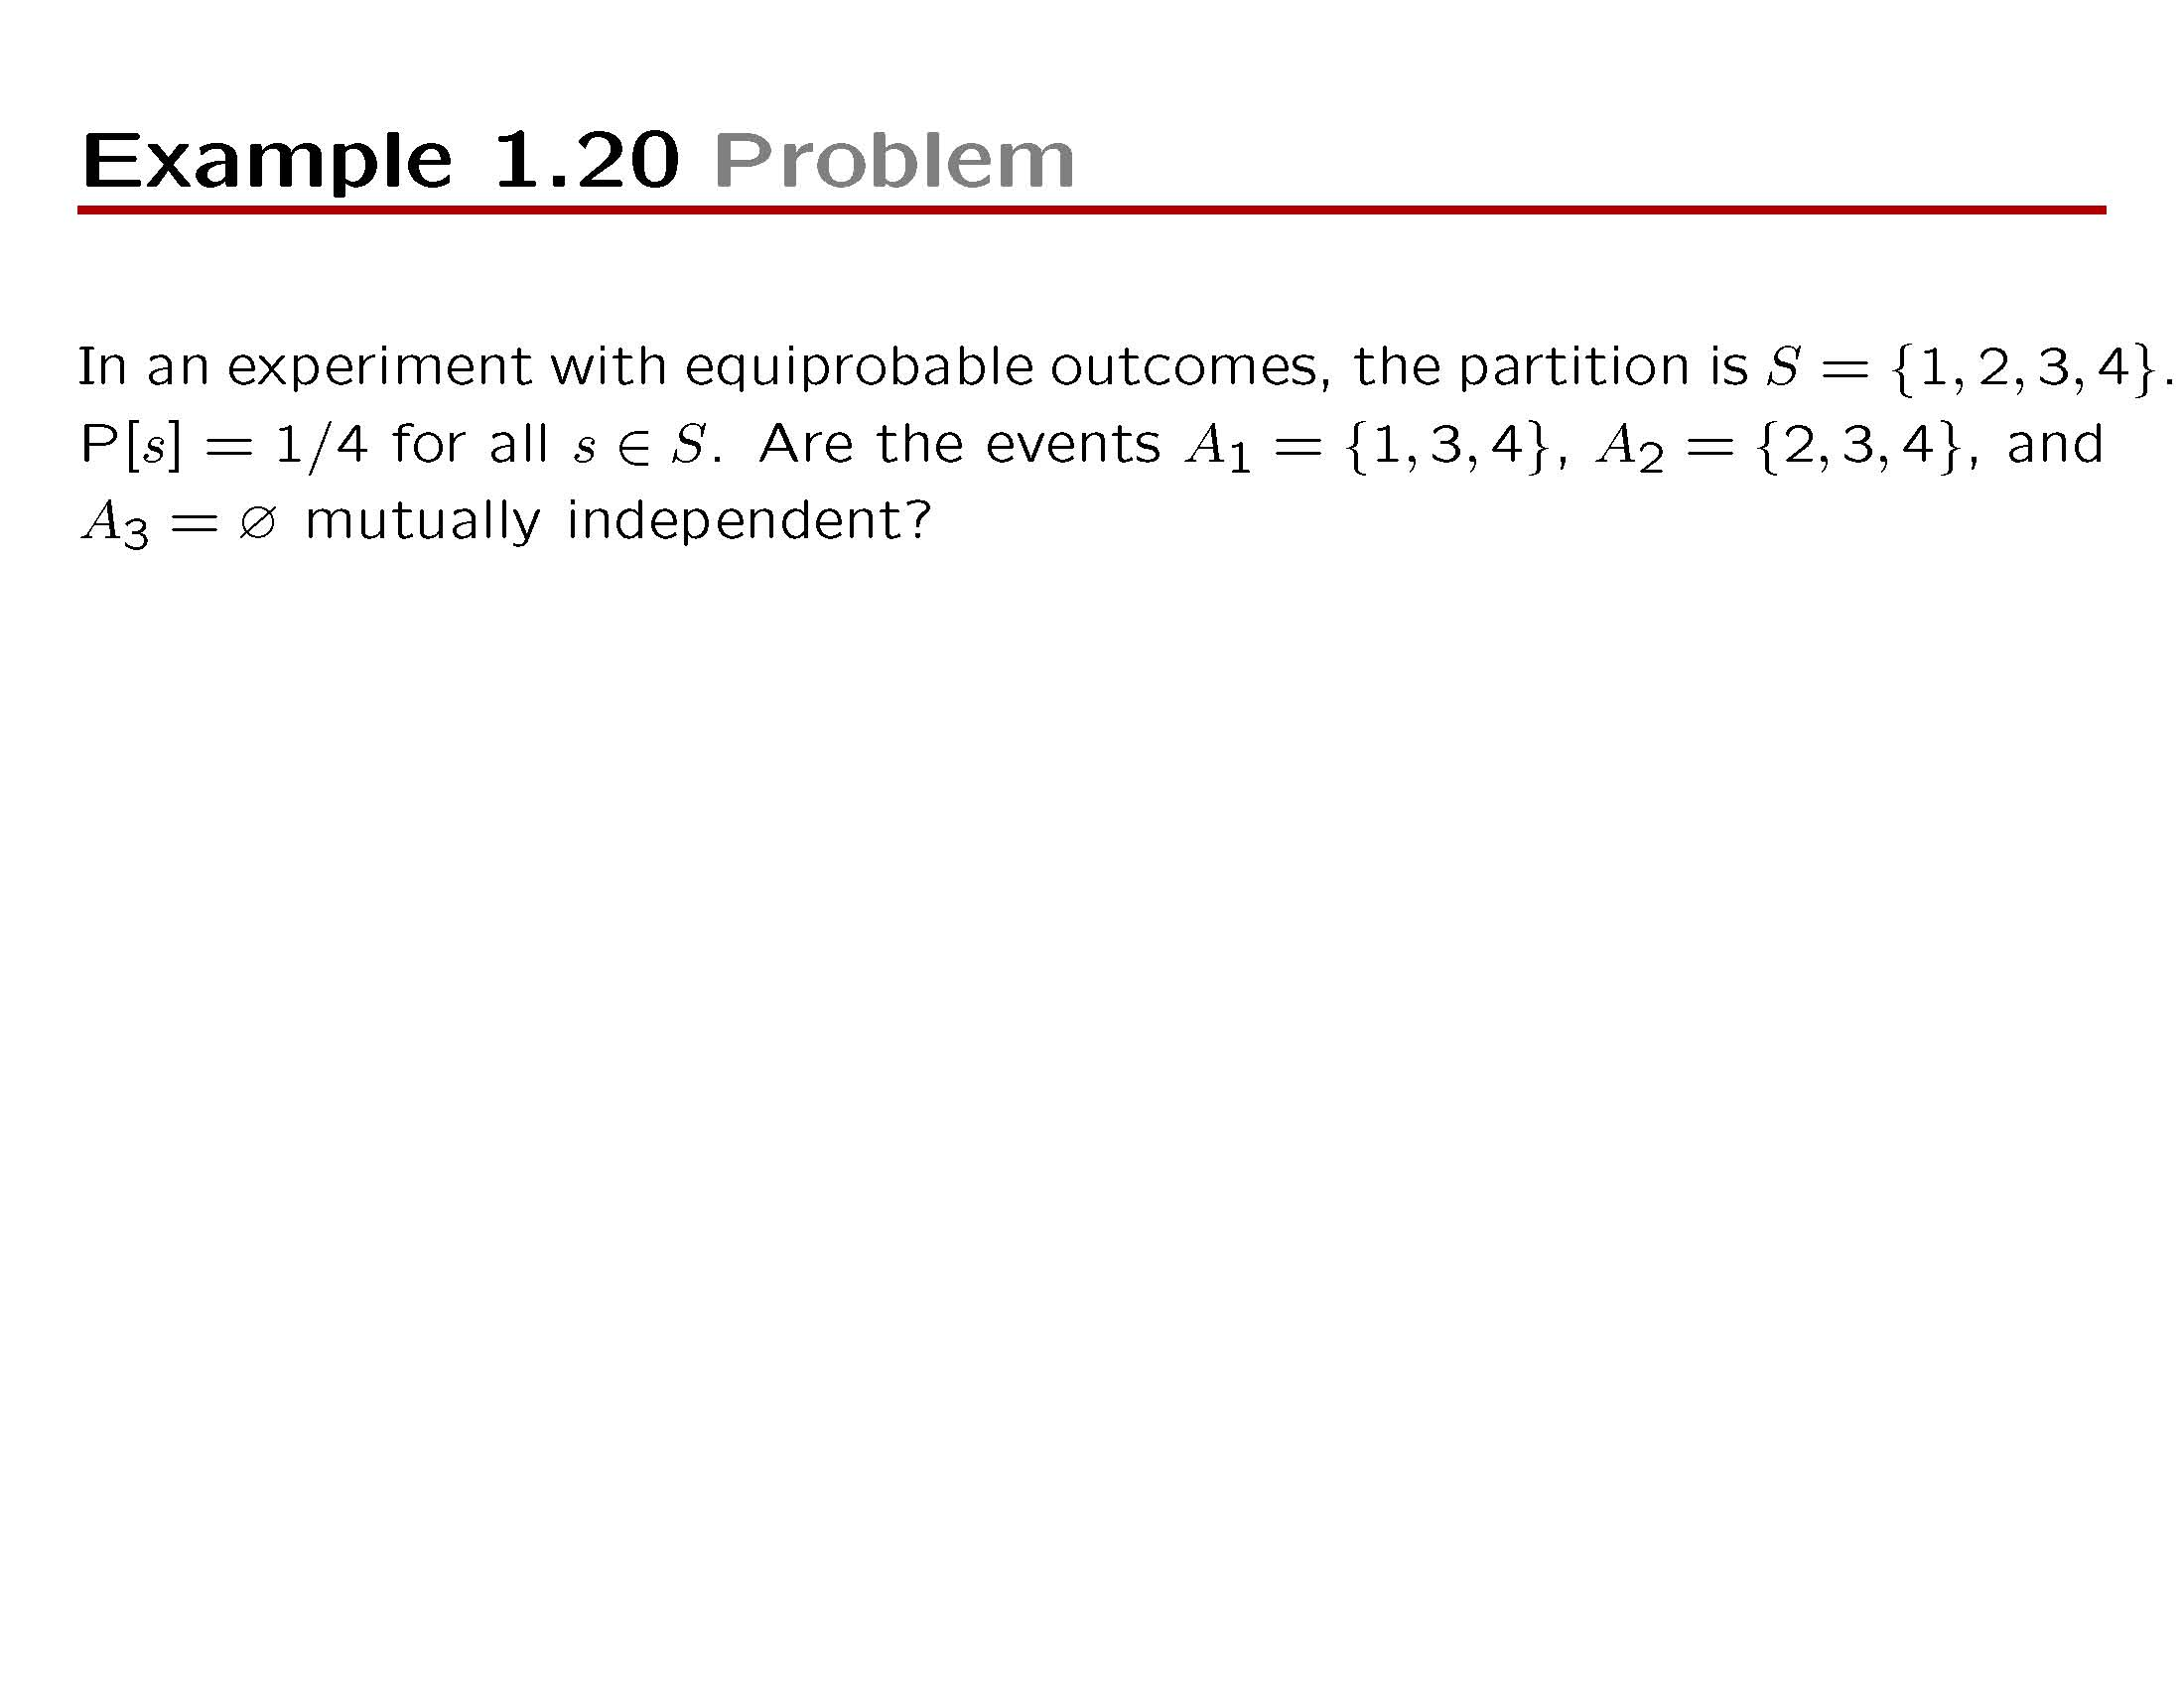 Example 1.20 Problem
In an experiment with equiprobable outcomes, the partition is S = {1, 2, 3, 4}.
P[s] = 1/4 for all s ∈ S. Are the events A₁ = {1, 3, 4}, A₂ = {2, 3, 4}, and
A₃ = ∅ mutually independent?